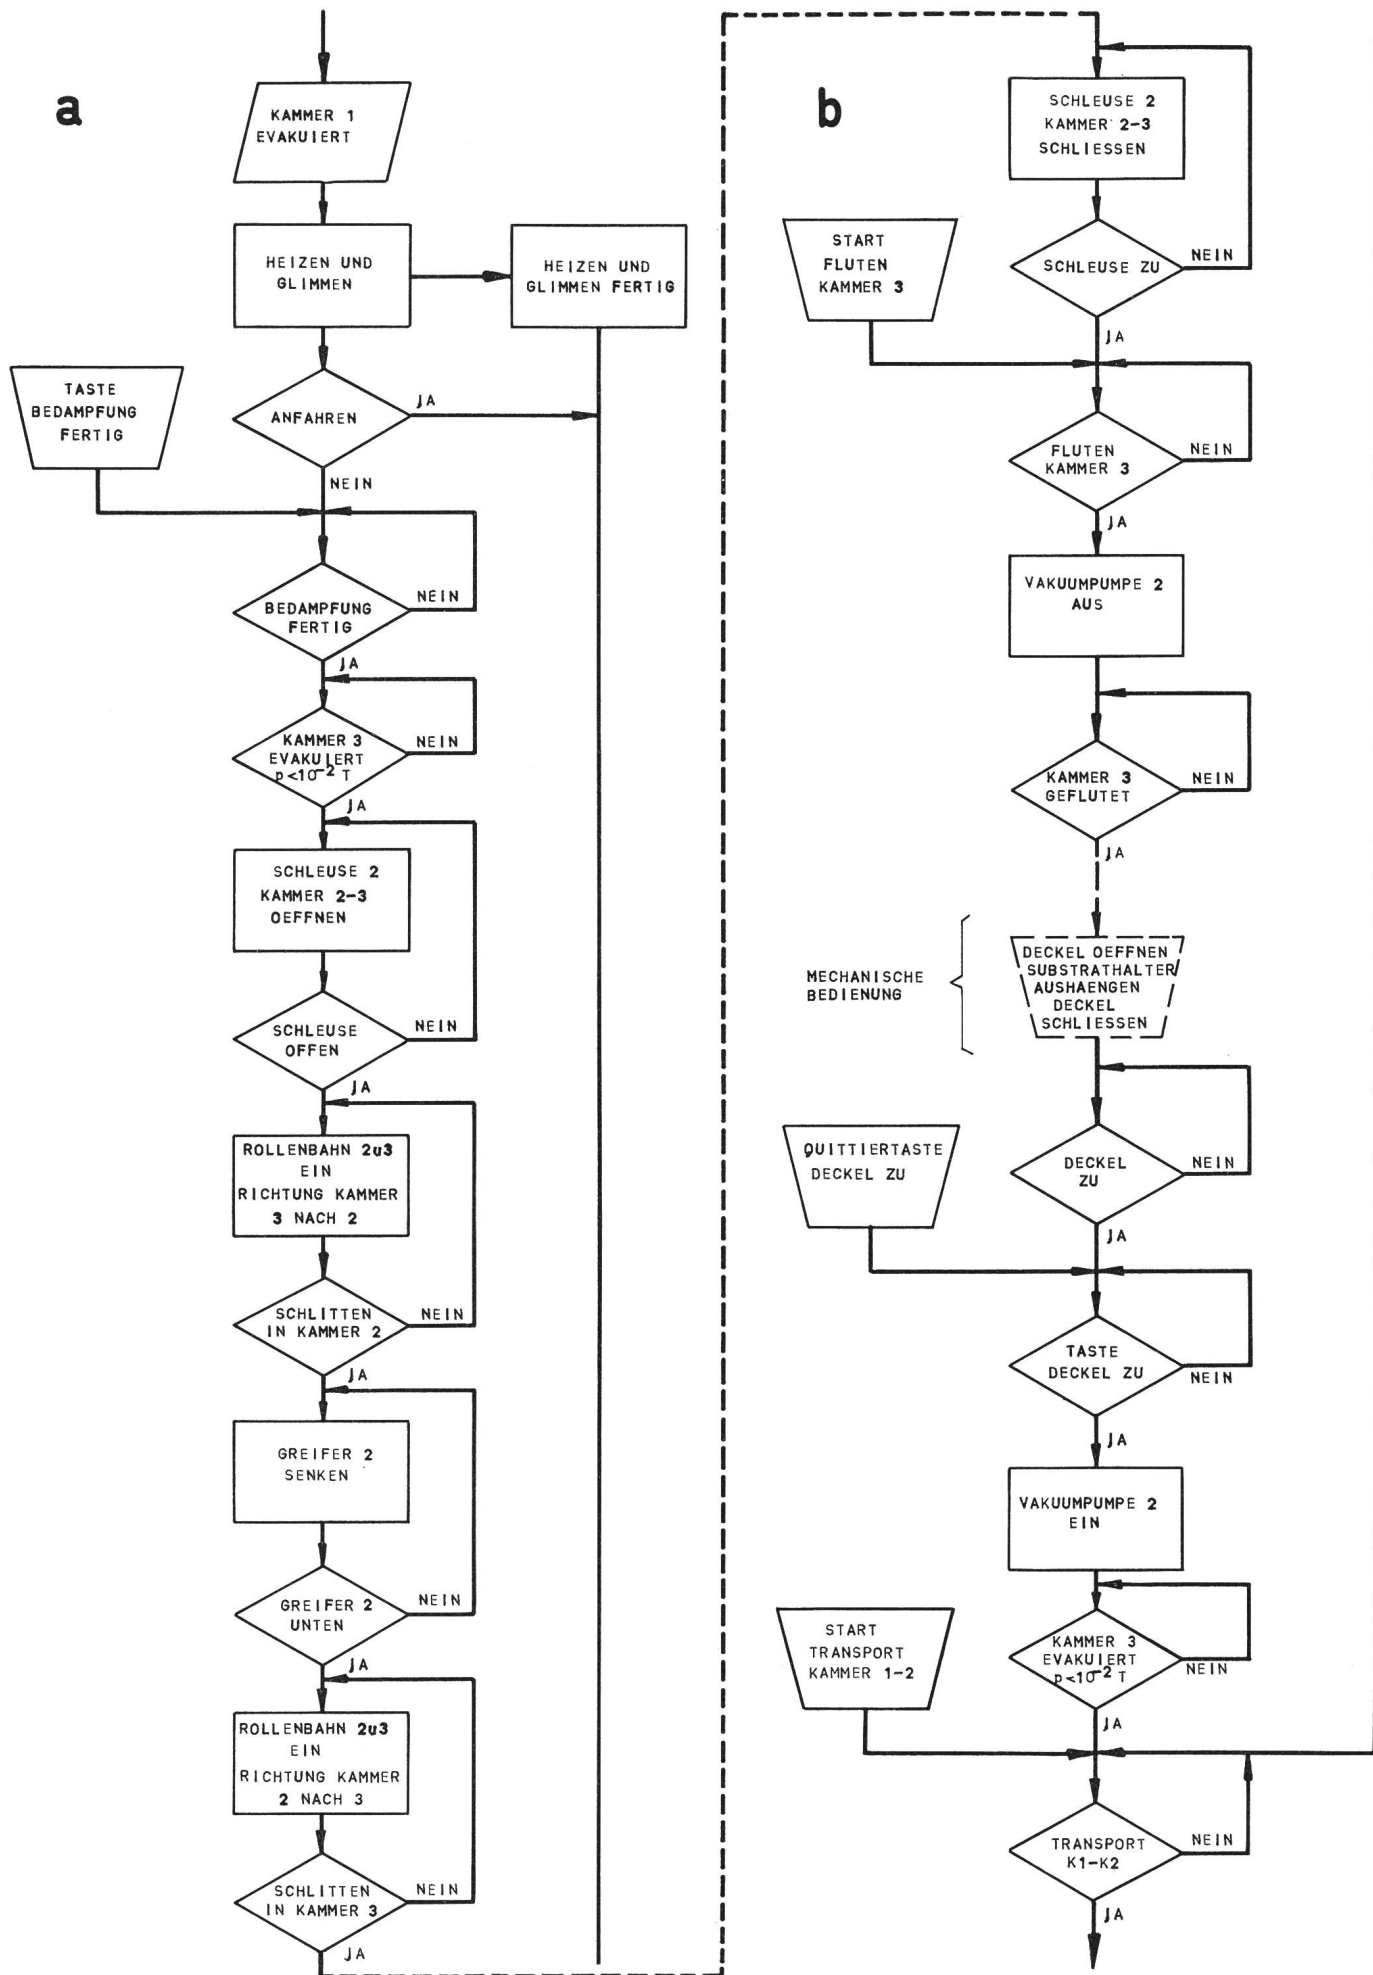 a
KAMMER 1
EVAKUIERT
HEIZEN UND
GLIMMEN
HEIZEN UND
GLIMMEN FERTIG
ANFAHREN
JA
TASTE
BEDAMPFUNG
FERTIG
NEIN
BEDAMPFUNG
FERTIG
NEIN
JA
KAMMER 3
EVAKUIERT
p<10⁻² T
NEIN
JA
SCHLEUSE 2
KAMMER 2-3
OEFFNEN
SCHLEUSE
OFFEN
NEIN
JA
ROLLENBAHN 2u3
EIN
RICHTUNG KAMMER
3 NACH 2
SCHLITTEN
IN KAMMER 2
NEIN
JA
GREIFER 2
SENKEN
GREIFER 2
UNTEN
NEIN
JA
ROLLENBAHN 2u3
EIN
RICHTUNG KAMMER
2 NACH 3
SCHLITTEN
IN KAMMER 3
NEIN
JA
b
SCHLEUSE 2
KAMMER 2-3
SCHLIESSEN
START
FLUTEN
KAMMER 3
SCHLEUSE ZU
NEIN
JA
FLUTEN
KAMMER 3
NEIN
JA
VAKUUMPUMPE 2
AUS
KAMMER 3
GEFLUTET
NEIN
JA
MECHANISCHE
BEDIENUNG
DECKEL OEFFNEN
SUBSTRATHALTER
AUSHAENGEN
DECKEL
SCHLIESSEN
QUITTIERTASTE
DECKEL ZU
DECKEL
ZU
NEIN
JA
TASTE
DECKEL ZU
NEIN
JA
VAKUUMPUMPE 2
EIN
START
TRANSPORT
KAMMER 1-2
KAMMER 3
EVAKUIERT
p<10⁻² T
NEIN
JA
TRANSPORT
K1-K2
NEIN
JA